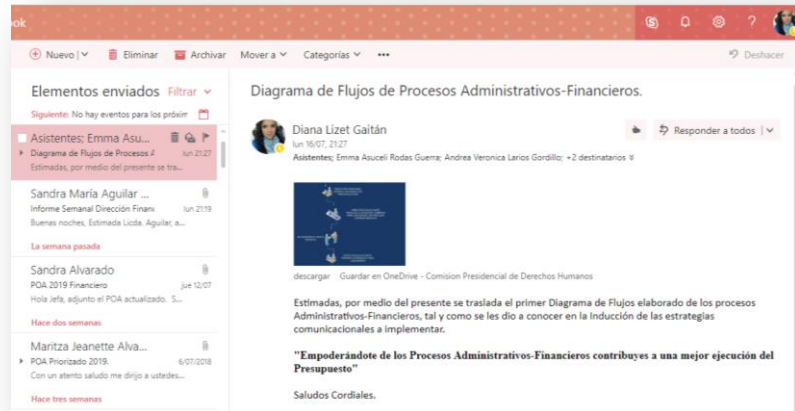 ok
Nuevo | Eliminar Archivar Mover a Categorías Deshacer
Elementos enviados Filtrar
Siguiente: No hay eventos para los próxim
Asistentes; Emma Asu...
Diagrama de Flujos de Procesos A lun 21:27
Estimadas, por medio del presente se tra...
Sandra María Aguilar ...
Informe Semanal Dirección Finan lun 21:19
Buenas noches, Estimada Licda. Aguilar, a...
La semana pasada
Sandra Alvarado
POA 2019 Financiero jue 12/07
Hola Jefa, adjunto el POA actualizado. S...
Hace dos semanas
Maritza Jeanette Alva...
POA Priorizado 2019. 6/07/2018
Con un atento saludo me dirijo a ustedes...
Hace tres semanas
Diagrama de Flujos de Procesos Administrativos-Financieros.
Diana Lizet Gaitán
lun 16/07, 21:27
Responder a todos |
Asistentes; Emma Asuceli Rodas Guerra; Andrea Veronica Larios Gordillo; +2 destinatarios
descargar Guardar en OneDrive - Comision Presidencial de Derechos Humanos
Estimadas, por medio del presente se traslada el primer Diagrama de Flujos elaborado de los procesos
Administrativos-Financieros, tal y como se les dio a conocer en la Inducción de las estrategias
comunicacionales a implementar.
"Empoderándote de los Procesos Administrativos-Financieros contribuyes a una mejor ejecución del
Presupuesto"
Saludos Cordiales.